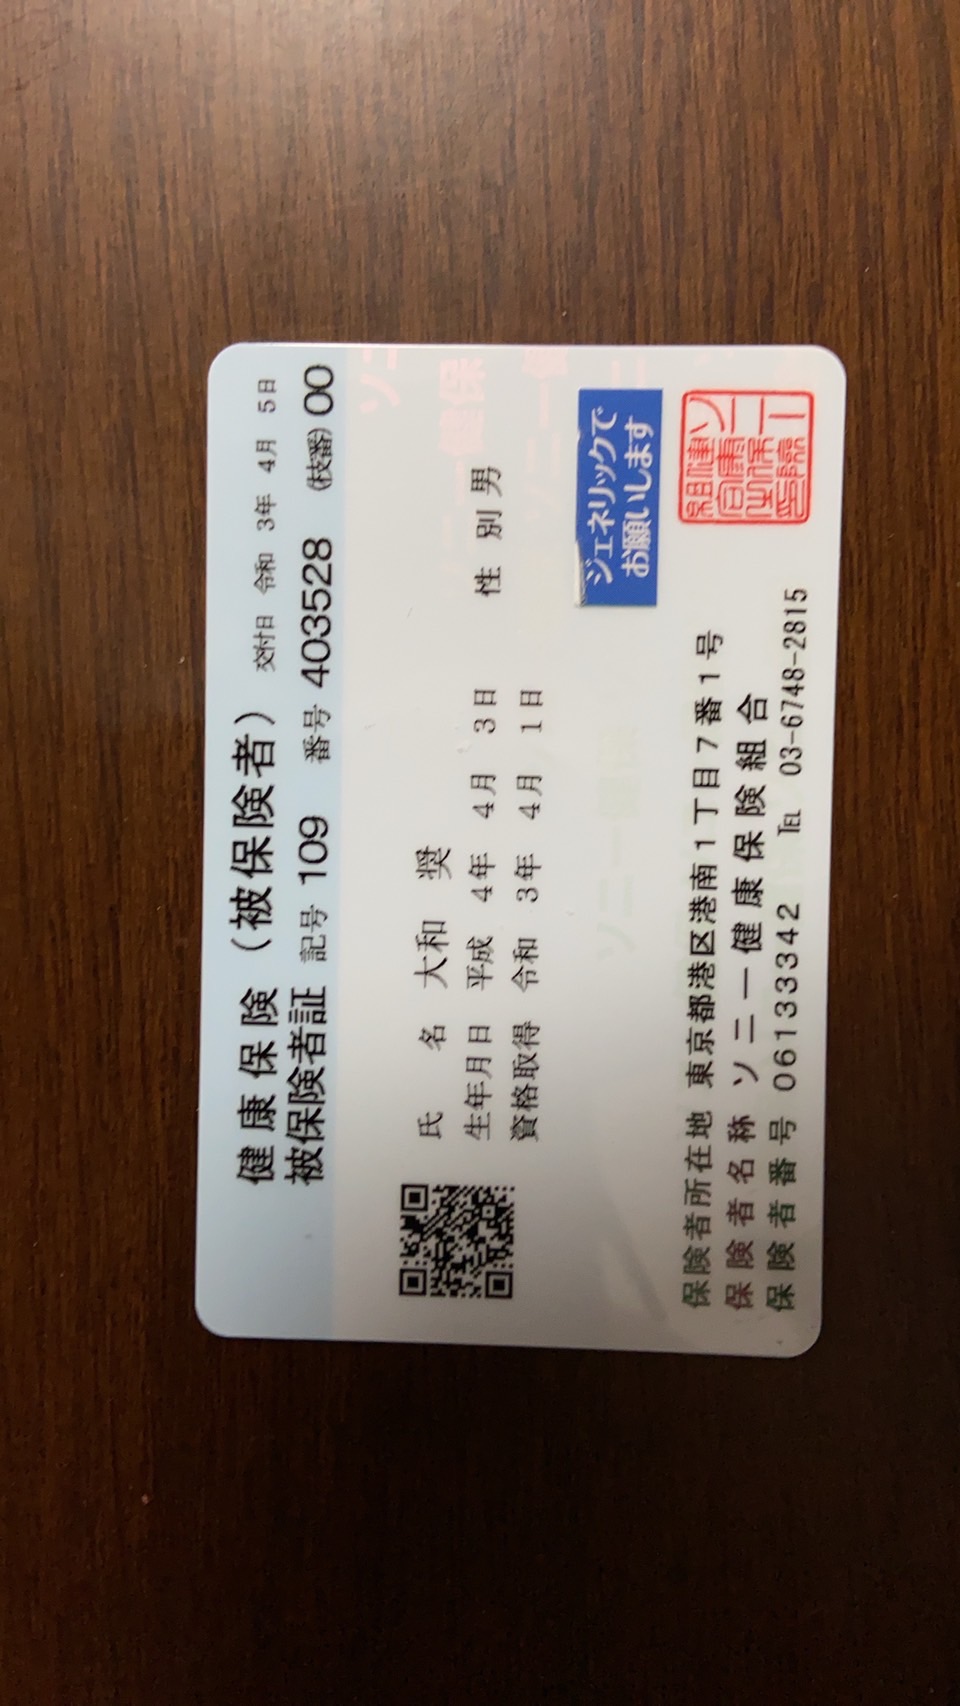 健康保険（被保険者）
被保険者証
交付日 令和 3年 4月 5日
記号 109 番号 403528 (枝番) 00
氏 名 大和 奨
生年月日 平成 4年 4月 3日 性 別 男
資格取得 令和 3年 4月 1日
ジェネリックで
お願いします
保険者所在地 東京都港区港南1丁目7番1号
保険者名称 ソニー健康保険組合
保険者番号 06133342 ℡ 03-6748-2815